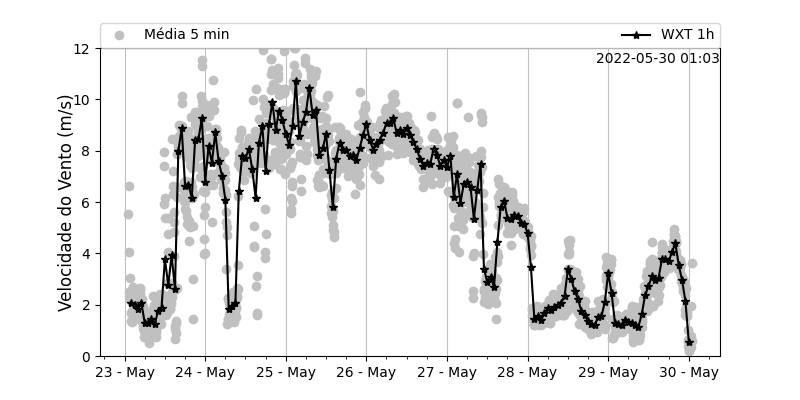 Média 5 min
WXT 1h
2022-05-30 01:03
Velocidade do Vento (m/s)
12
10
8
6
4
2
0
23 - May
24 - May
25 - May
26 - May
27 - May
28 - May
29 - May
30 - May